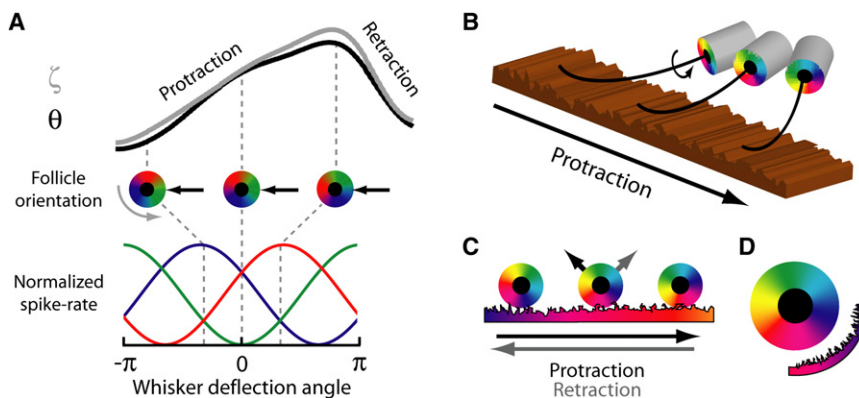 A
ζ
θ
Protraction
Retraction
Follicle
orientation
Normalized
spike-rate
-π
0
π
Whisker deflection angle
B
Protraction
C
D
Protraction
Retraction